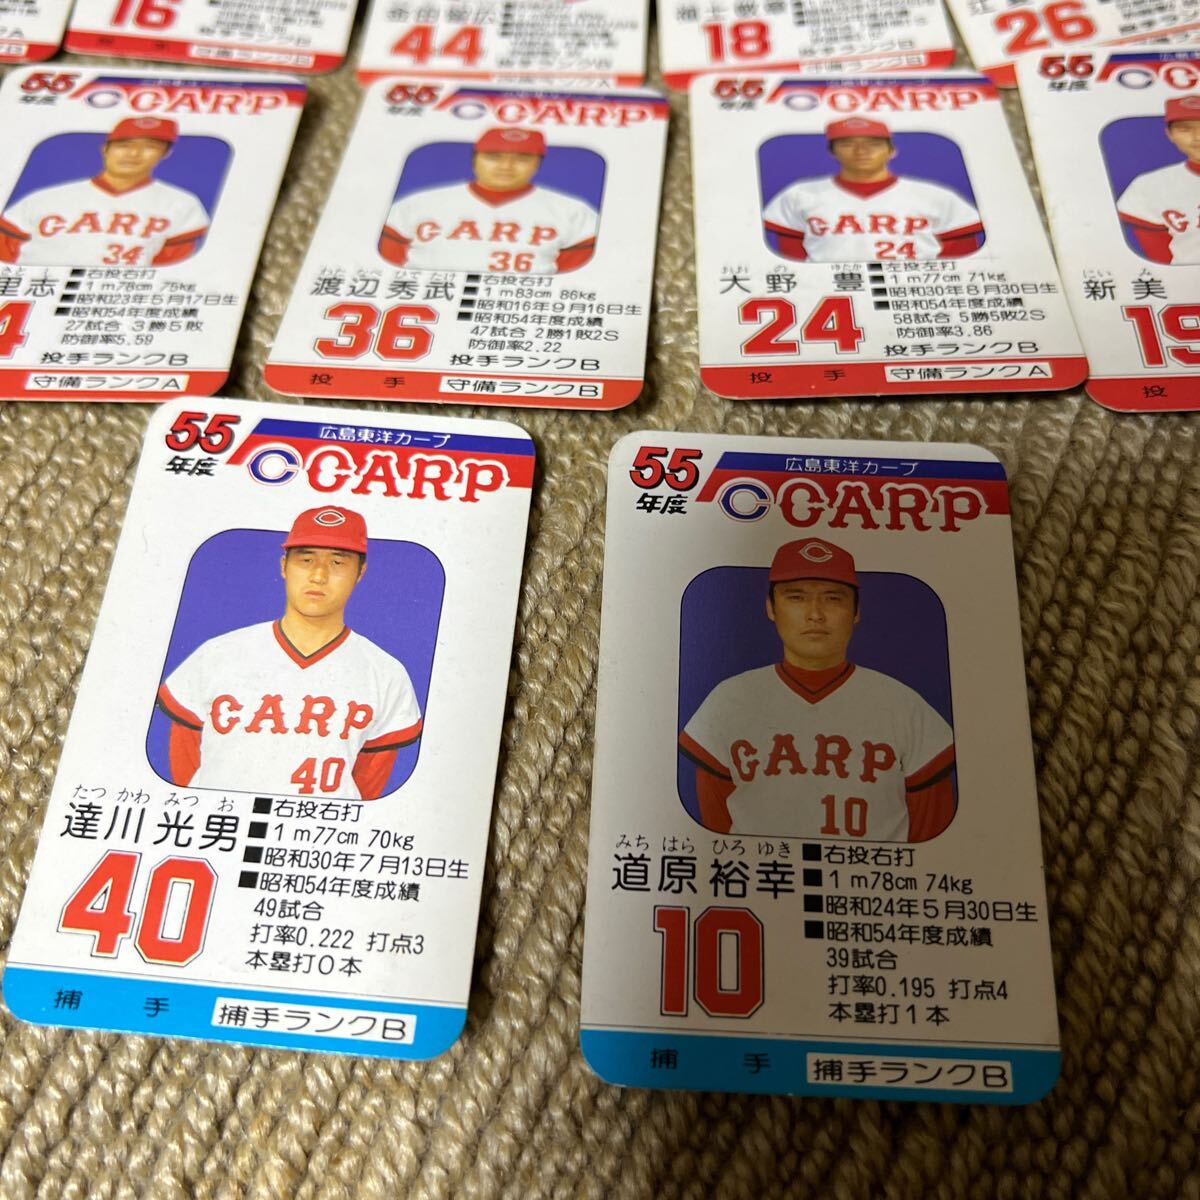 16
44
18
26
55
年度
CARP
CARP
34
里志
■右投右打
■1m78cm 75kg
■昭和23年5月17日生
■昭和54年度成績
27試合 3勝5敗
防御率5.59
投手ランクB
守備ランクA
55
年度
CARP
CARP
36
わた なべ ひで たけ
渡辺秀武
36
■右投右打
■1m83cm 86kg
■昭和16年9月16日生
■昭和54年度成績
47試合 2勝1敗2S
防御率2.22
投手ランクB
投手
守備ランクB
55
年度
CARP
CARP
24
おお の ゆたか
大野 豊
24
■左投左打
■1m77cm 71kg
■昭和30年8月30日生
■昭和54年度成績
58試合 5勝5敗2S
防御率3.86
投手ランクB
投手
守備ランクA
55
年度
にい み
新美
19
投
55
年度
広島東洋カープ
C CARP
CARP
40
たつ かわ みつ お
達川光男
40
■右投右打
■1m77cm 70kg
■昭和30年7月13日生
■昭和54年度成績
49試合
打率0.222 打点3
本塁打0本
捕手
捕手ランクB
55
年度
広島東洋カープ
C CARP
CARP
10
みち はら ひろ ゆき
道原裕幸
10
■右投右打
■1m78cm 74kg
■昭和24年5月30日生
■昭和54年度成績
39試合
打率0.195 打点4
本塁打1本
捕手
捕手ランクB